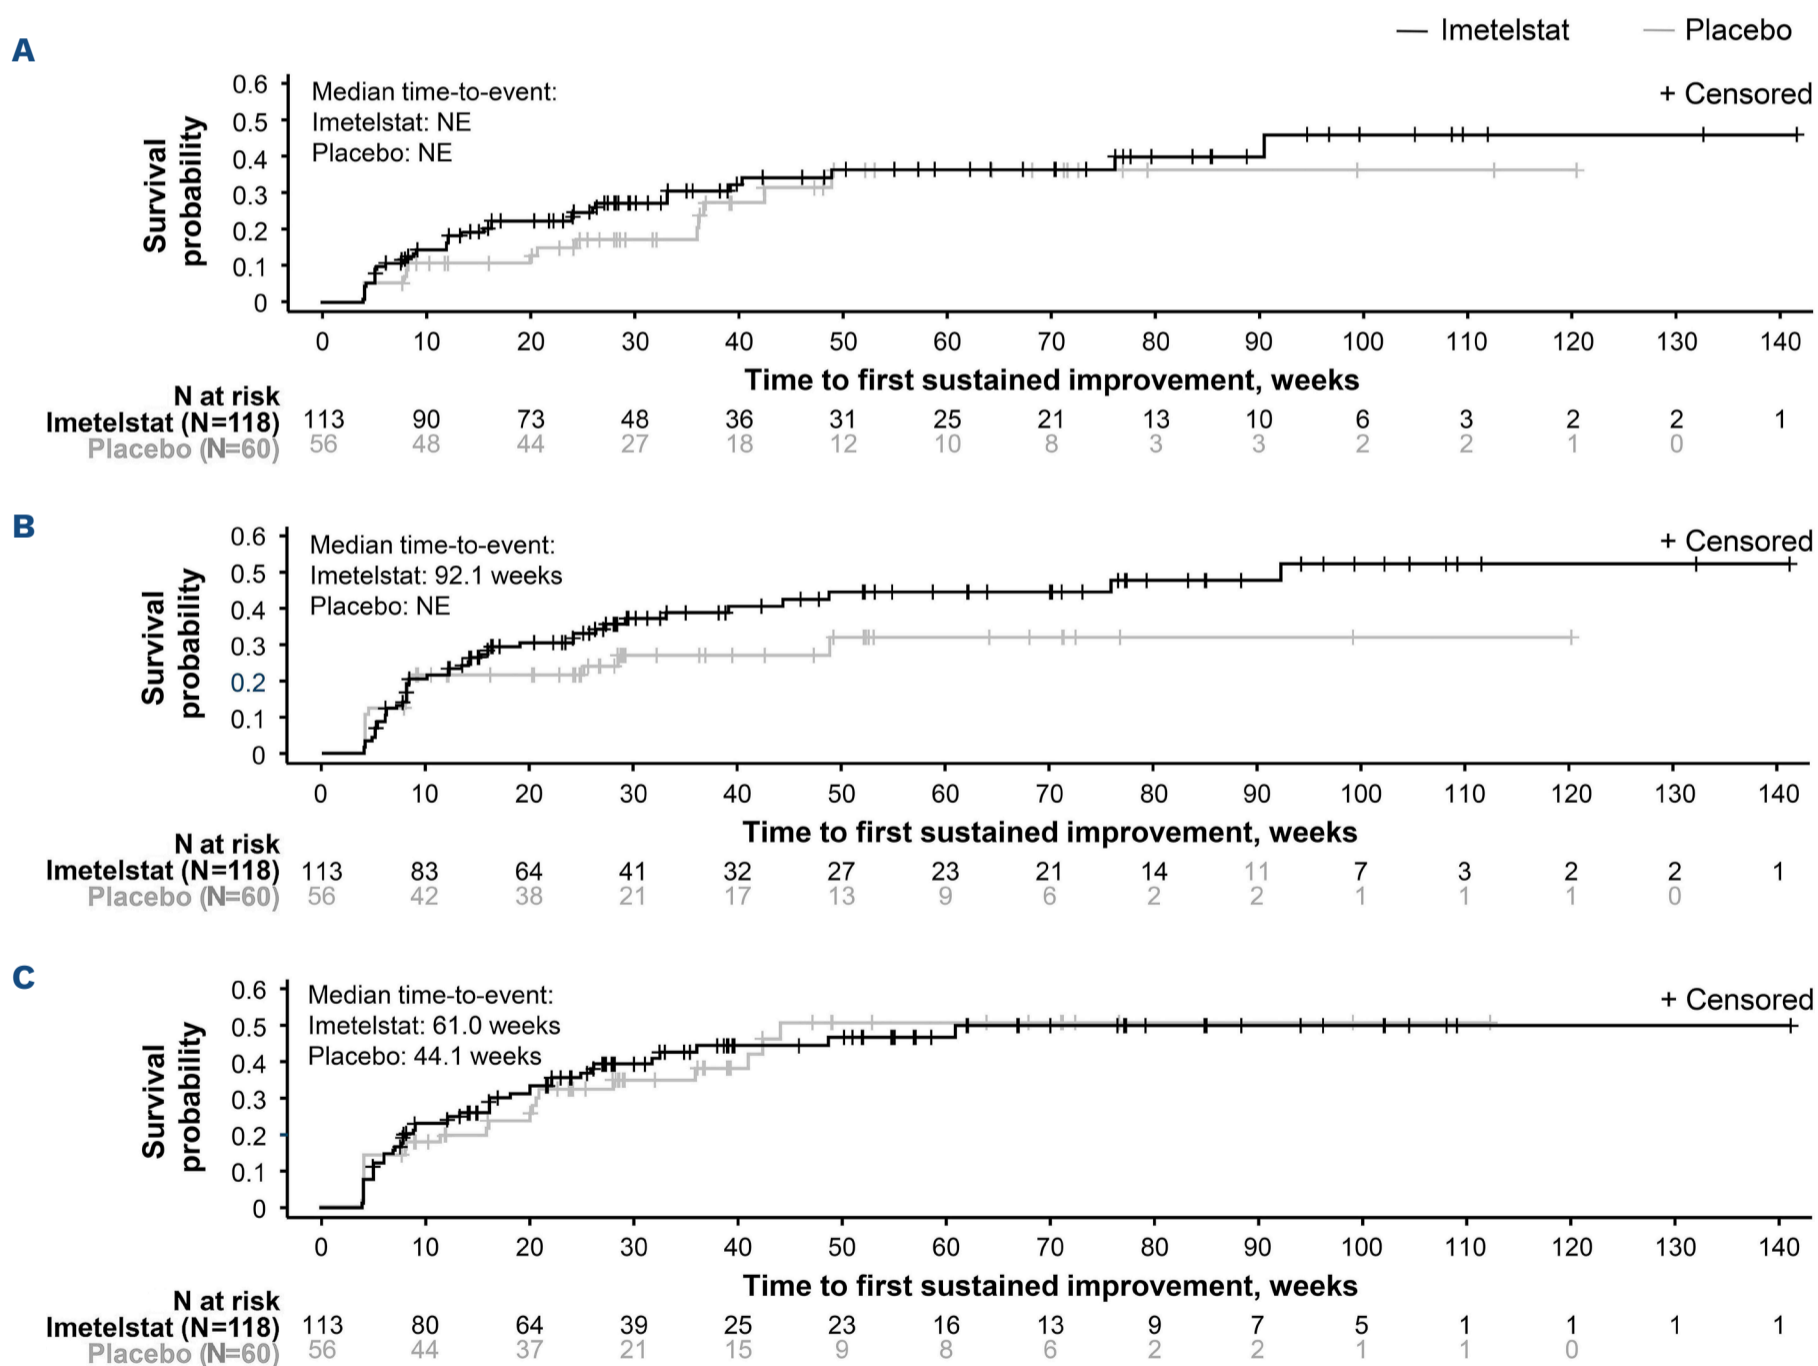 Imetelstat Placebo
A
+ Censored
Median time-to-event:
Imetelstat: NE
Placebo: NE
Survival
probability
0.6
0.5
0.4
0.3
0.2
0.1
0
0 10 20 30 40 50 60 70 80 90 100 110 120 130 140
Time to first sustained improvement, weeks
N at risk
Imetelstat (N=118) 113 90 73 48 36 31 25 21 13 10 6 3 2 2 1
Placebo (N=60) 56 48 44 27 18 12 10 8 3 3 2 2 1 0
B
+ Censored
Median time-to-event:
Imetelstat: 92.1 weeks
Placebo: NE
Survival
probability
0.6
0.5
0.4
0.3
0.2
0.1
0
0 10 20 30 40 50 60 70 80 90 100 110 120 130 140
Time to first sustained improvement, weeks
N at risk
Imetelstat (N=118) 113 83 64 41 32 27 23 21 14 11 7 3 2 2 1
Placebo (N=60) 56 42 38 21 17 13 9 6 2 2 1 1 1 0
C
+ Censored
Median time-to-event:
Imetelstat: 61.0 weeks
Placebo: 44.1 weeks
Survival
probability
0.6
0.5
0.4
0.3
0.2
0.1
0
0 10 20 30 40 50 60 70 80 90 100 110 120 130 140
Time to first sustained improvement, weeks
N at risk
Imetelstat (N=118) 113 80 64 39 25 23 16 13 9 7 5 1 1 1 1
Placebo (N=60) 56 44 37 21 15 9 8 6 2 2 1 1 0